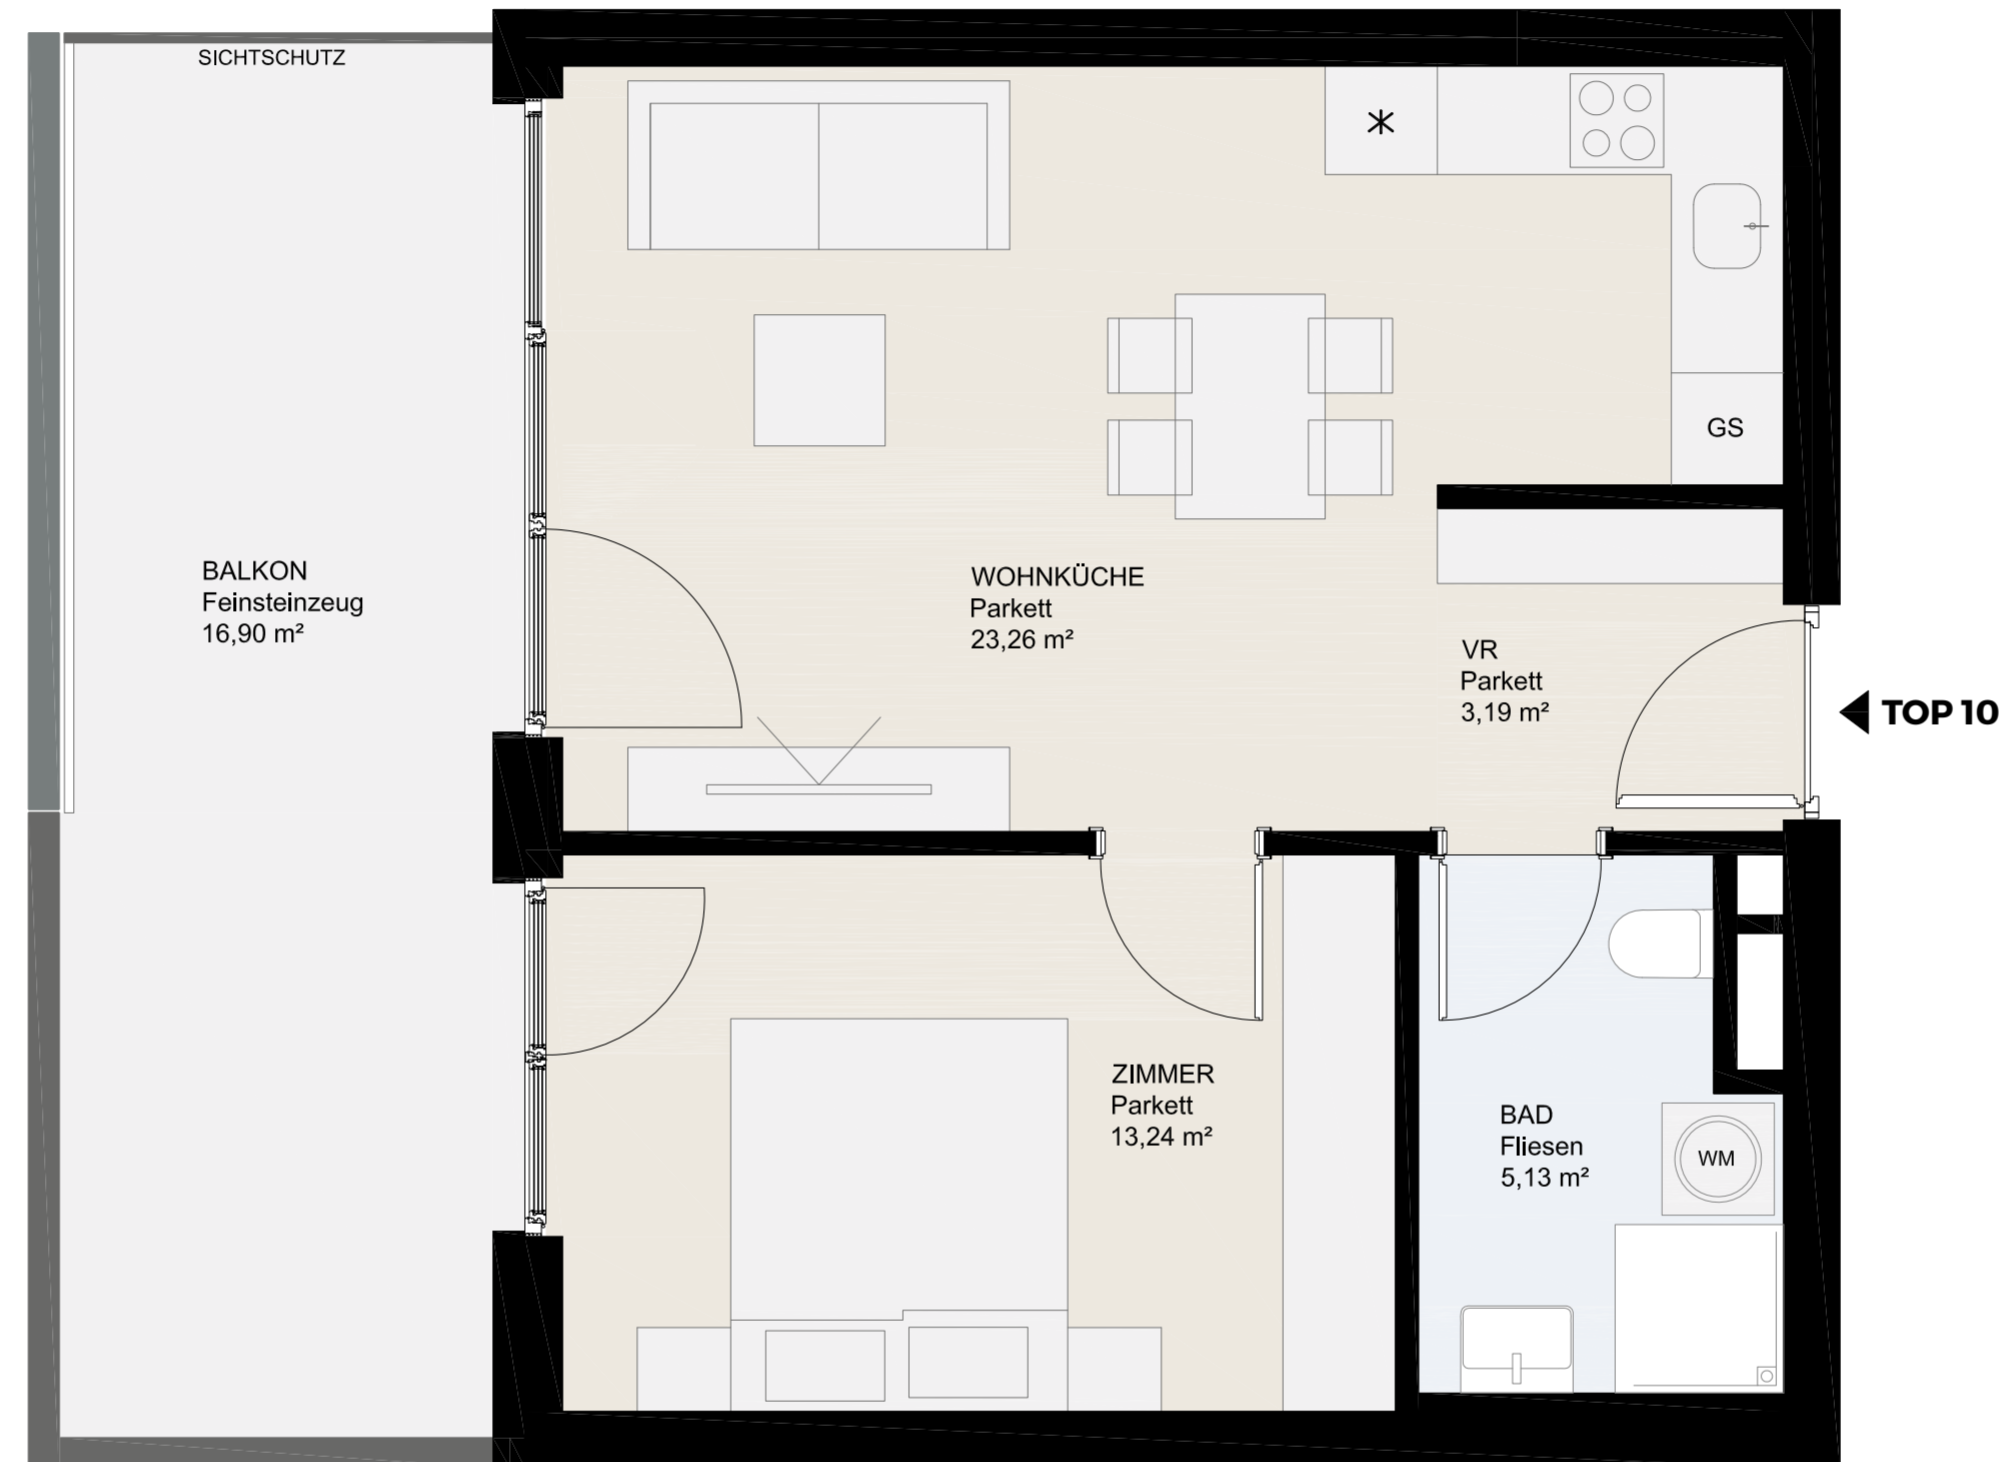 SICHTSCHUTZ
GS
BALKON
Feinsteinzeug
16,90 m²
WOHNKÜCHE
Parkett
23,26 m²
VR
Parkett
3,19 m²
TOP 10
ZIMMER
Parkett
13,24 m²
BAD
Fliesen
5,13 m²
WM